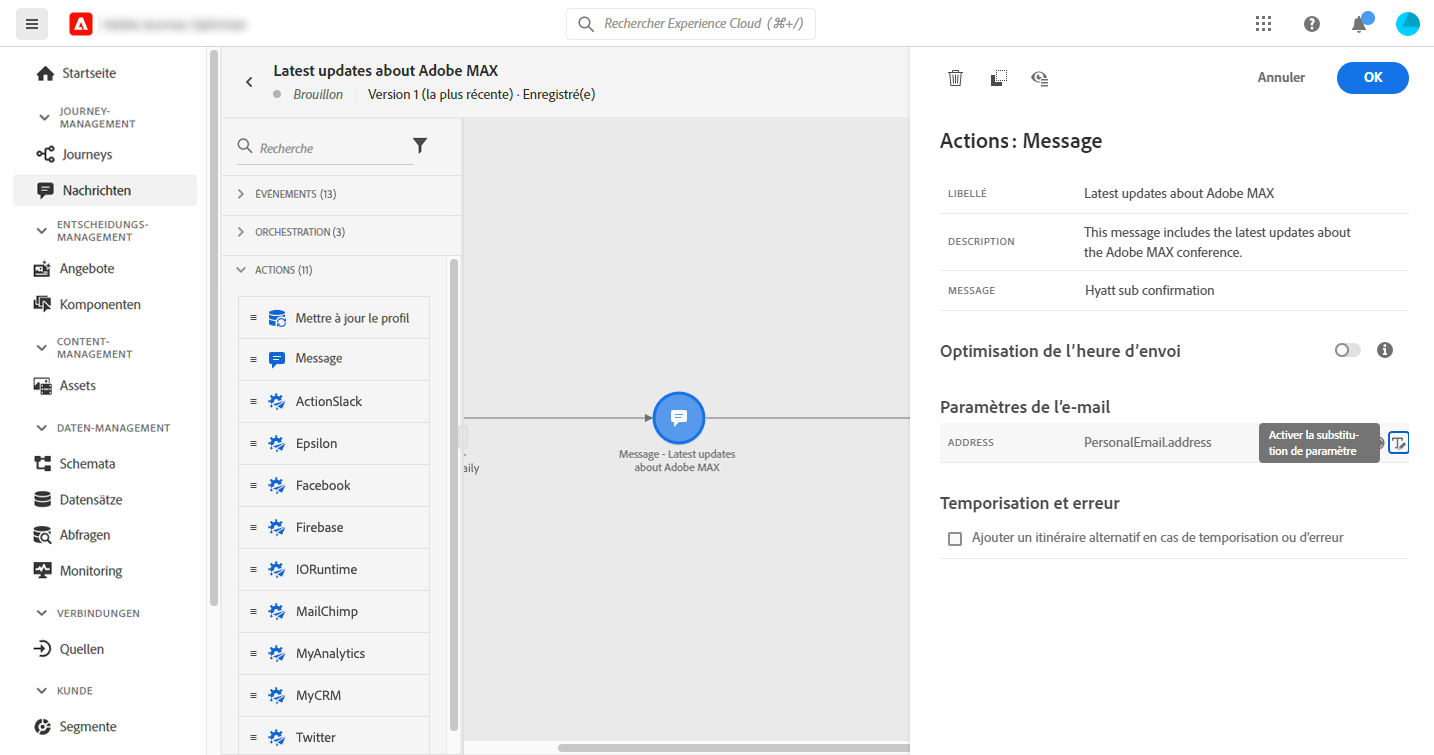 Rechercher Experience Cloud (⌘+/)
Startseite
JOURNEY-
MANAGEMENT
Journeys
Nachrichten
ENTSCHEIDUNGS-
MANAGEMENT
Angebote
Komponenten
CONTENT-
MANAGEMENT
Assets
DATEN-MANAGEMENT
Schemata
Datensätze
Abfragen
Monitoring
VERBINDUNGEN
Quellen
KUNDE
Segmente
Latest updates about Adobe MAX
Brouillon
Version 1 (la plus récente) · Enregistré(e)
Recherche
ÉVÉNEMENTS (13)
ORCHESTRATION (3)
ACTIONS (11)
Mettre à jour le profil
Message
ActionSlack
Epsilon
Facebook
Firebase
IORuntime
MailChimp
MyAnalytics
MyCRM
Twitter
aily
Message - Latest updates
about Adobe MAX
Annuler
OK
Actions : Message
LIBELLÉ
Latest updates about Adobe MAX
DESCRIPTION
This message includes the latest updates about
the Adobe MAX conference.
MESSAGE
Hyatt sub confirmation
Optimisation de l'heure d'envoi
Paramètres de l'e-mail
ADDRESS
PersonalEmail.address
Activer la substitu-
tion de paramètre
Temporisation et erreur
Ajouter un itinéraire alternatif en cas de temporisation ou d'erreur